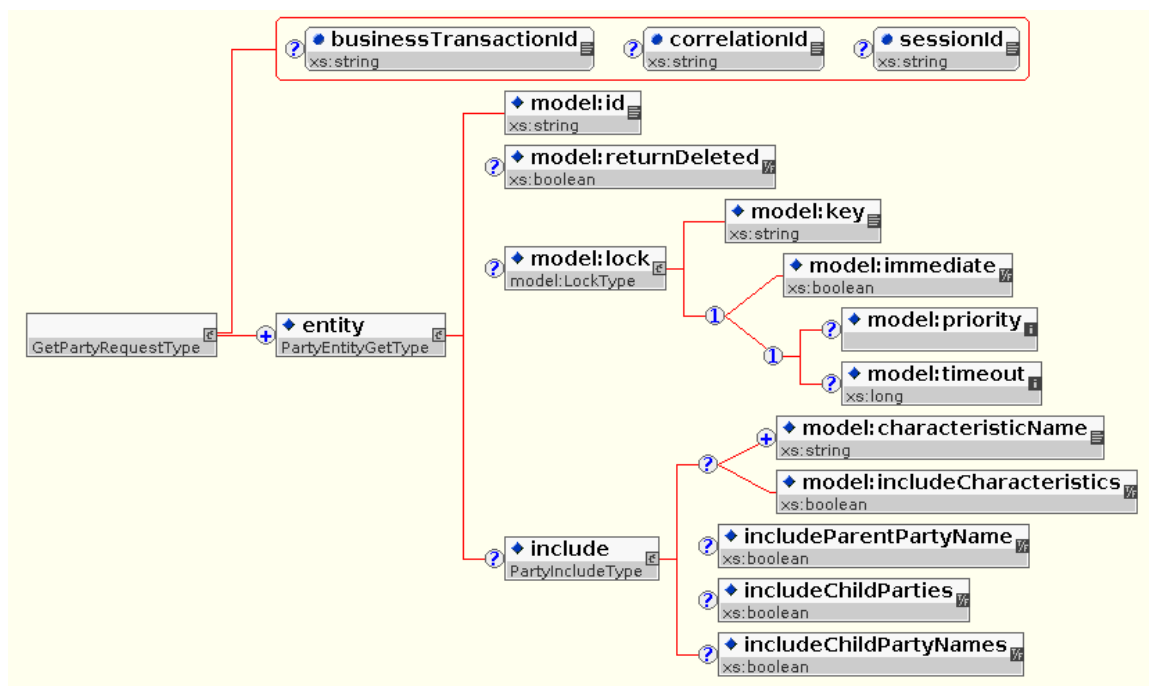 ? businessTransactionId ? correlationId ? sessionId
xs:string xs:string xs:string
model:id
xs:string
? model:returnDeleted T/F
xs:boolean
model:key
xs:string
? model:lock c
model:LockType
model:immediate T/F
xs:boolean
1
? model:priority i
+ entity c
GetPartyRequestType c
PartyEntityGetType
1
? model:timeout i
xs:long
+ model:characteristicName
xs:string
?
model:includeCharacteristics T/F
xs:boolean
? includeParentPartyName T/F
xs:boolean
? include c
PartyIncludeType
? includeChildParties T/F
xs:boolean
? includeChildPartyNames T/F
xs:boolean